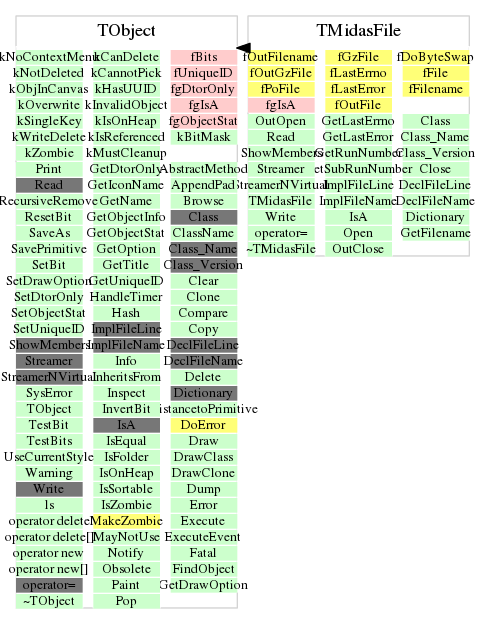 TObject
kNoContextMenu kCanDelete fBits
kNotDeleted kCannotPick fUniqueID
kObjInCanvas kHasUUID fgDtorOnly
kOverwrite kInvalidObject fgIsA
kSingleKey kIsOnHeap fgObjectStat
kWriteDelete kIsReferenced kBitMask
kZombie kMustCleanup
Print GetDtorOnly AbstractMethod
Read GetIconName AppendPad
RecursiveRemove GetName Browse
ResetBit GetObjectInfo Class
SaveAs GetObjectStat ClassName
SavePrimitive GetOption Class_Name
SetBit GetTitle Class_Version
SetDrawOption GetUniqueID Clear
SetDtorOnly HandleTimer Clone
SetObjectStat Hash Compare
SetUniqueID ImplFileLine Copy
ShowMembers ImplFileName DeclFileLine
Streamer Info DeclFileName
StreamerNVirtual InheritsFrom Delete
SysError Inspect Dictionary
TObject InvertBit istancetoPrimitive
TestBit IsA DoError
TestBits IsEqual Draw
UseCurrentStyle IsFolder DrawClass
Warning IsOnHeap DrawClone
Write IsSortable Dump
ls IsZombie Error
operator delete MakeZombie Execute
operator delete[] MayNotUse ExecuteEvent
operator new Notify Fatal
operator new[] Obsolete FindObject
operator= Paint GetDrawOption
~TObject Pop
TMidasFile
fOutFilename fGzFile fDoByteSwap
fOutGzFile fLastErrno fFile
fPoFile fLastError fFilename
fgIsA fOutFile
OutOpen GetLastErrno Class
Read GetLastError Class_Name
ShowMembers GetRunNumber Class_Version
Streamer etSubRunNumber Close
StreamerNVirtual ImplFileLine DeclFileLine
TMidasFile ImplFileName DeclFileName
Write IsA Dictionary
operator= Open GetFilename
~TMidasFile OutClose